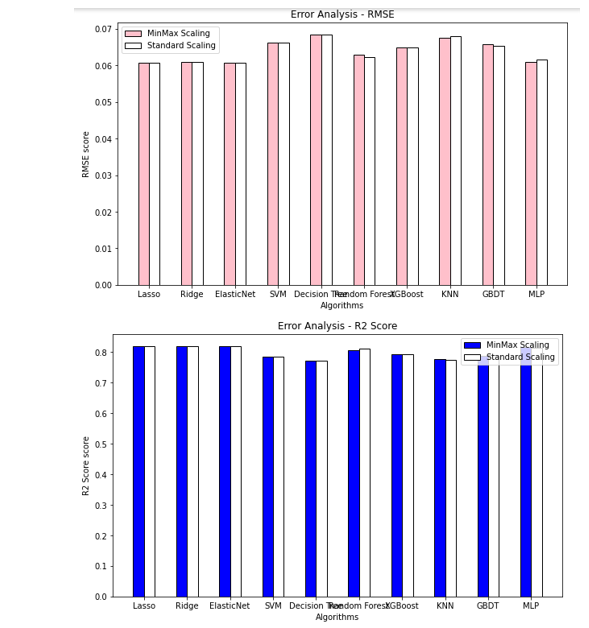 Error Analysis - RMSE
MinMax Scaling
Standard Scaling
0.07
0.06
0.05
0.04
0.03
0.02
0.01
0.00
RMSE score
Lasso Ridge ElasticNet SVM Decision Tree Random Forest XGBoost KNN GBDT MLP
Algorithms
Error Analysis - R2 Score
MinMax Scaling
Standard Scaling
0.8
0.7
0.6
0.5
0.4
0.3
0.2
0.1
0.0
R2 Score score
Lasso Ridge ElasticNet SVM Decision Tree Random Forest XGBoost KNN GBDT MLP
Algorithms